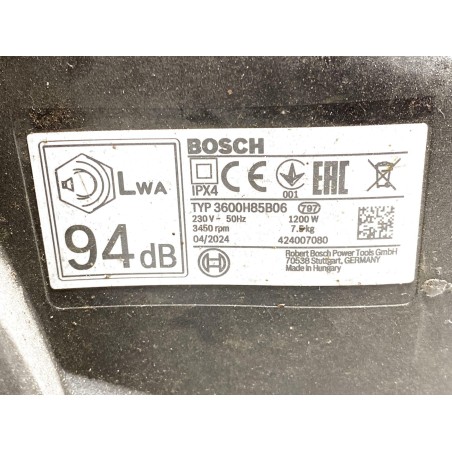 BOSCH
LWA
94 dB
IPX4
CE
001
EAC
TYP 3600H85B06 797
230 V ~ 50Hz 1200 W
3450 rpm
04/2024 424007080
Robert Bosch Power Tools GmbH
70538 Stuttgart, GERMANY
Made in Hungary